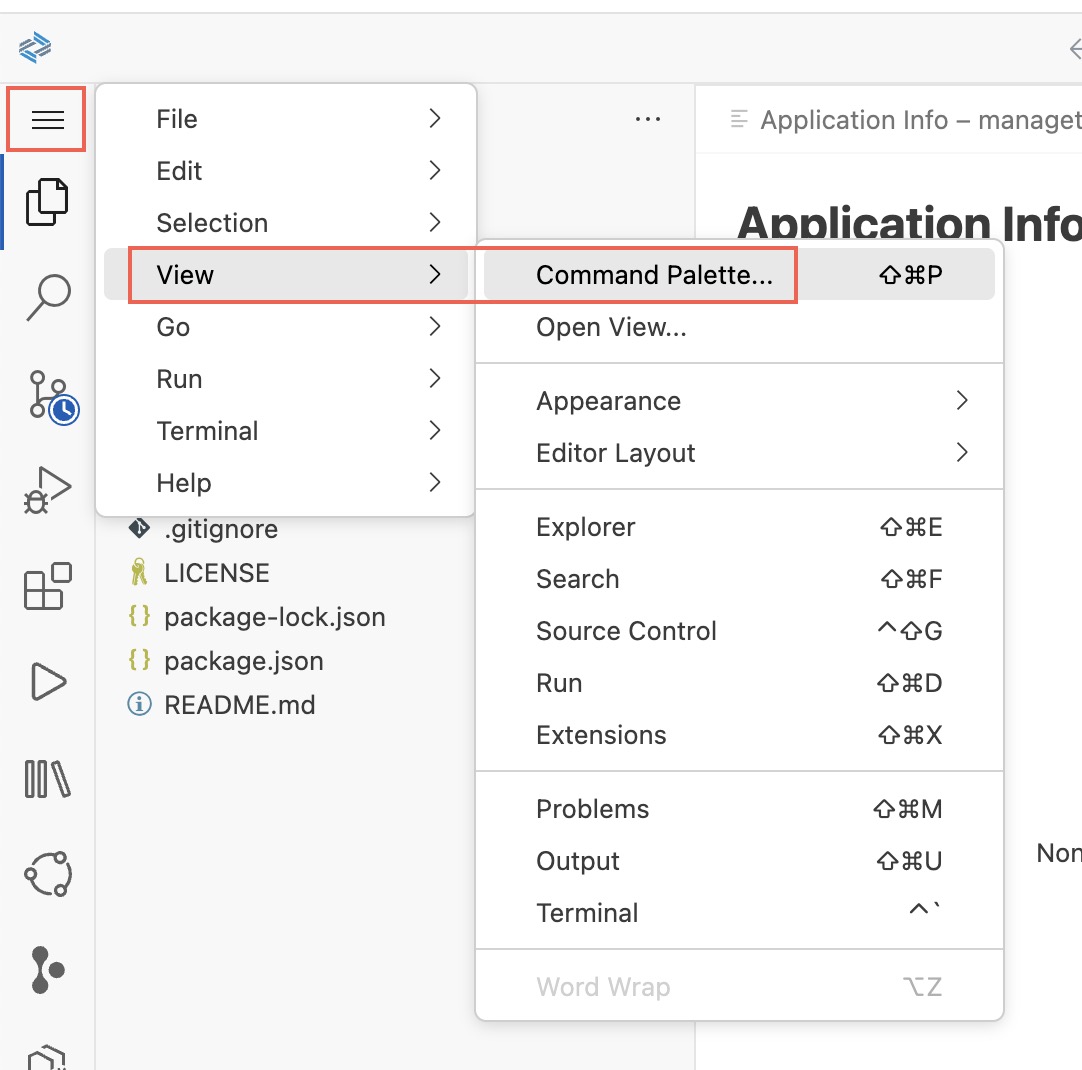 File
Edit
Selection
View
Go
Run
Terminal
Help
.gitignore
LICENSE
package-lock.json
package.json
README.md
Command Palette... ⇧⌘P
Open View...
Appearance
Editor Layout
Explorer ⇧⌘E
Search ⇧⌘F
Source Control ^⇧G
Run ⇧⌘D
Extensions ⇧⌘X
Problems ⇧⌘M
Output ⇧⌘U
Terminal ^`
Word Wrap ⌥Z
...
Application Info – managet
Application Info
Non